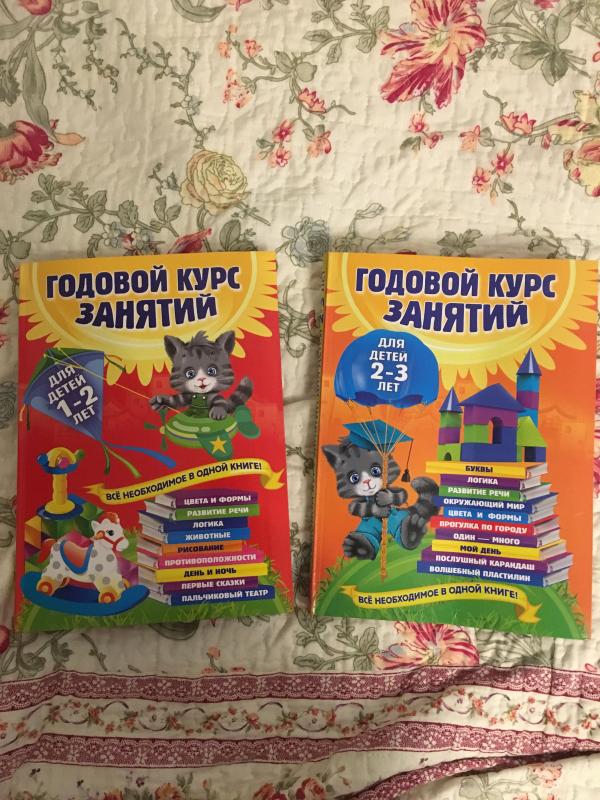 ГОДОВОЙ КУРС
ЗАНЯТИЙ
ДЛЯ
ДЕТЕЙ
1-2
ЛЕТ
ВСЁ НЕОБХОДИМОЕ В ОДНОЙ КНИГЕ!
ЦВЕТА И ФОРМЫ
РАЗВИТИЕ РЕЧИ
ЛОГИКА
ЖИВОТНЫЕ
РИСОВАНИЕ
ПРОТИВОПОЛОЖНОСТИ
ДЕНЬ И НОЧЬ
ПЕРВЫЕ СКАЗКИ
ПАЛЬЧИКОВЫЙ ТЕАТР
ГОДОВОЙ КУРС
ЗАНЯТИЙ
ДЛЯ
ДЕТЕЙ
2-3
ЛЕТ
БУКВЫ
ЛОГИКА
РАЗВИТИЕ РЕЧИ
ОКРУЖАЮЩИЙ МИР
ЦВЕТА И ФОРМЫ
ПРОГУЛКА ПО ГОРОДУ
ОДИН — МНОГО
МОЙ ДЕНЬ
ПОСЛУШНЫЙ КАРАНДАШ
ВОЛШЕБНЫЙ ПЛАСТИЛИН
ВСЁ НЕОБХОДИМОЕ В ОДНОЙ КНИГЕ!